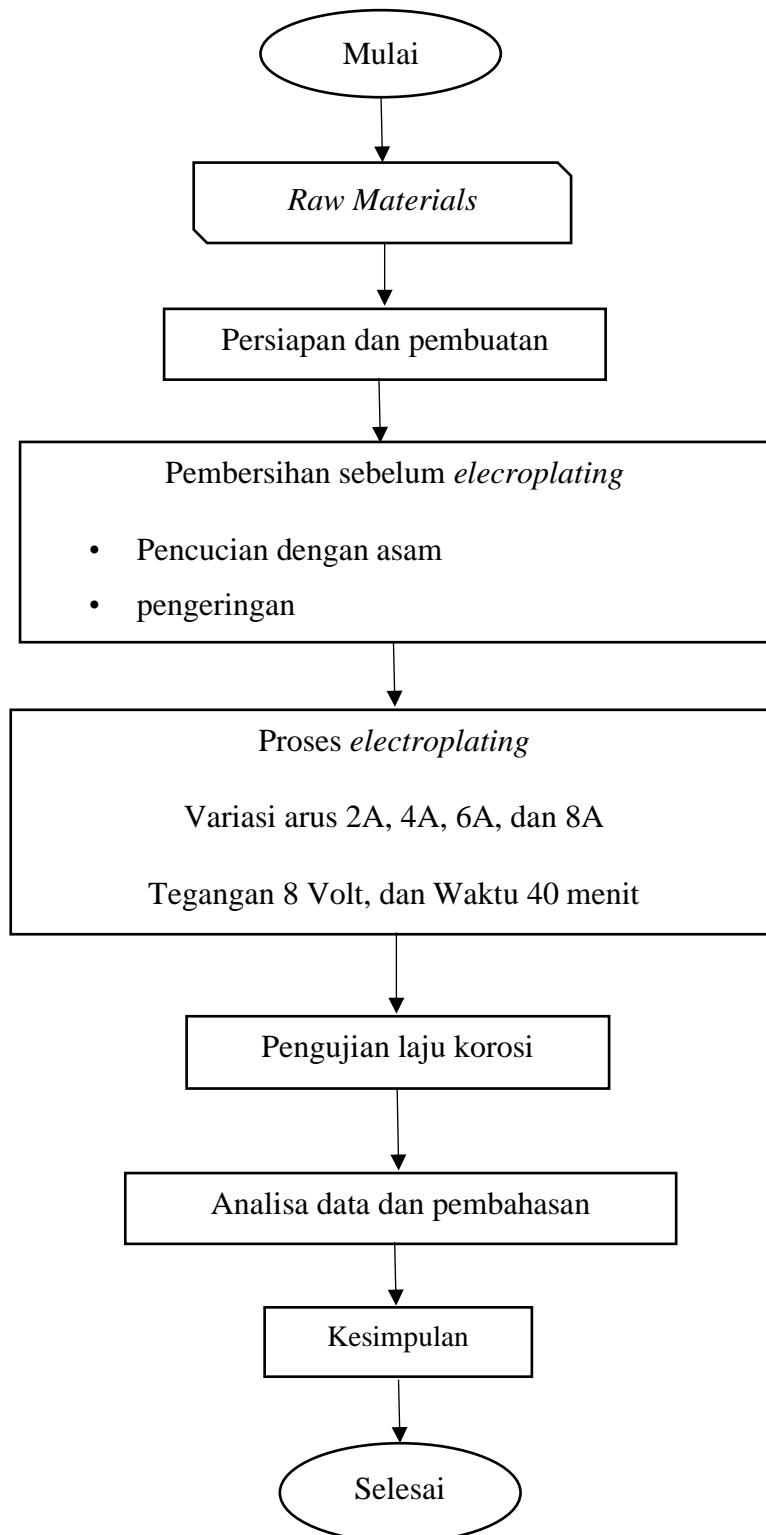 Mulai
Raw Materials
Persiapan dan pembuatan
Pembersihan sebelum elecroplating
• Pencucian dengan asam
• pengeringan
Proses electroplating
Variasi arus 2A, 4A, 6A, dan 8A
Tegangan 8 Volt, dan Waktu 40 menit
Pengujian laju korosi
Analisa data dan pembahasan
Kesimpulan
Selesai